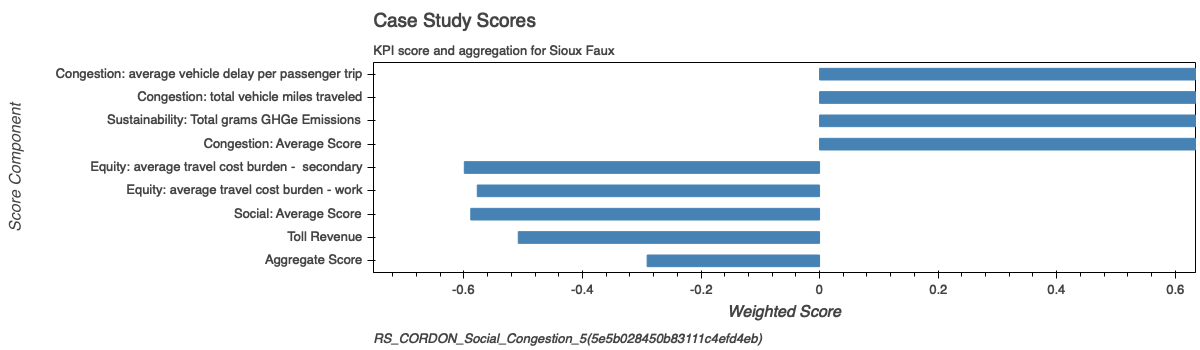 Case Study Scores
KPI score and aggregation for Sioux Faux
Score Component
Congestion: average vehicle delay per passenger trip
Congestion: total vehicle miles traveled
Sustainability: Total grams GHGe Emissions
Congestion: Average Score
Equity: average travel cost burden -  secondary
Equity: average travel cost burden - work
Social: Average Score
Toll Revenue
Aggregate Score
-0.6 -0.4 -0.2 0 0.2 0.4 0.6
Weighted Score
RS_CORDON_Social_Congestion_5(5e5b028450b83111c4efd4eb)